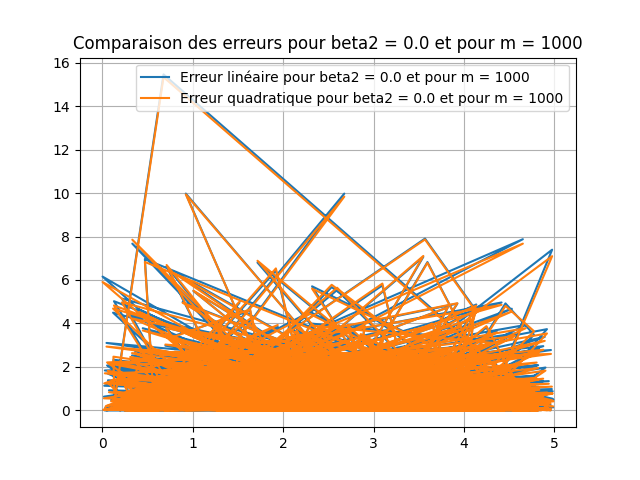 Comparaison des erreurs pour beta2 = 0.0 et pour m = 1000
Erreur linéaire pour beta2 = 0.0 et pour m = 1000
Erreur quadratique pour beta2 = 0.0 et pour m = 1000
16
14
12
10
8
6
4
2
0
0 1 2 3 4 5